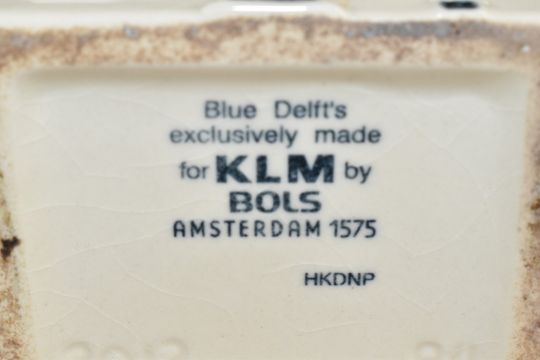 Blue Delft's
exclusively made
for KLM by
BOLS
AMSTERDAM 1575
HKDNP